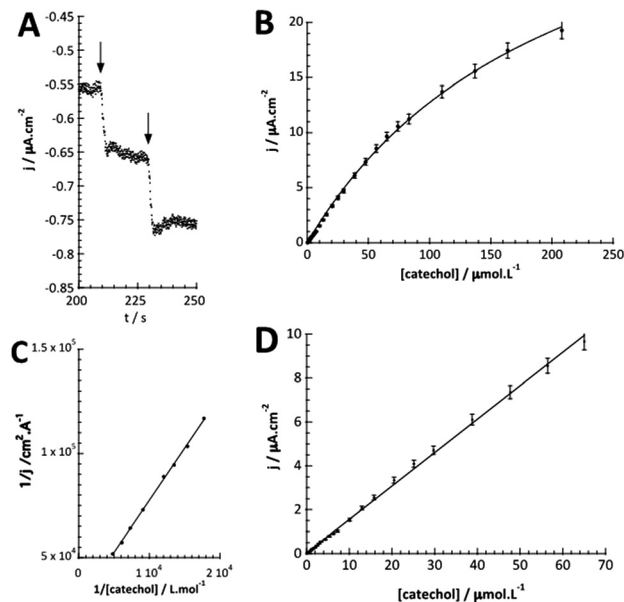 A
-0.45
-0.5
-0.55
-0.6
-0.65
-0.7
-0.75
-0.8
-0.85
200
225
250
j / µA.cm-2
t / s
B
20
15
10
5
0
0
50
100
150
200
250
j / µA.cm-2
[catechol] / µmol.L-1
C
1.5 x 10⁵
1 x 10⁵
5 x 10⁴
0
1 10⁴
2 10⁴
1/j /cm².A-1
1/[catechol] / L.mol-1
D
10
8
6
4
2
0
0
10
20
30
40
50
60
70
j / µA.cm-2
[catechol] / µmol.L-1